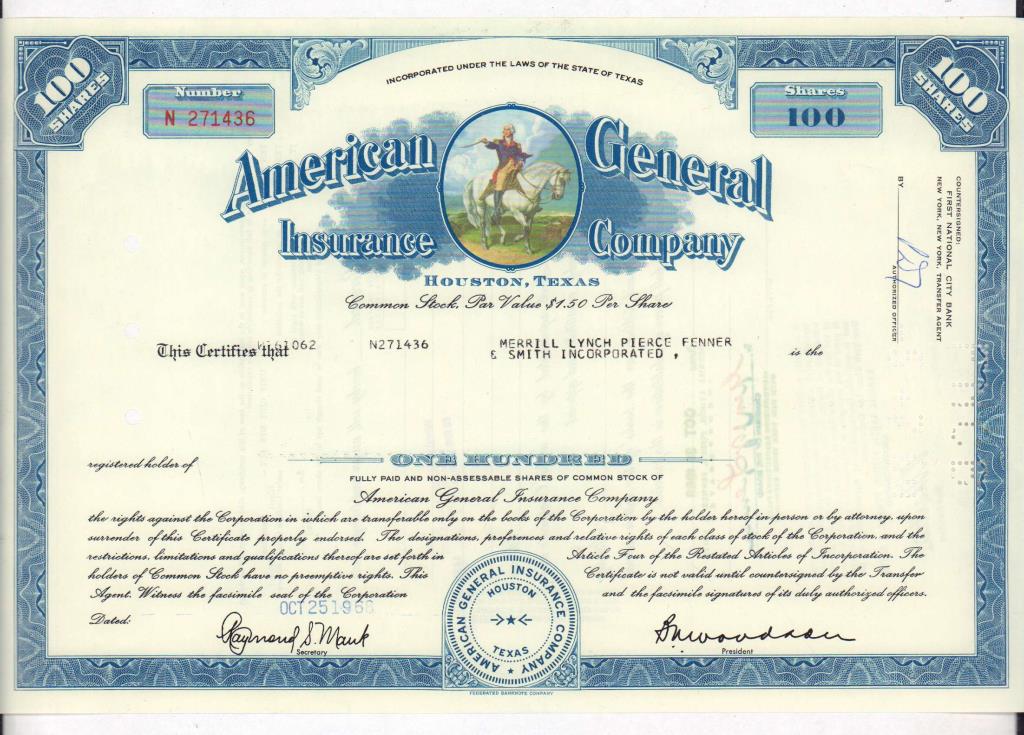 100
SHARES
INCORPORATED UNDER THE LAWS OF THE STATE OF TEXAS
100
SHARES
Number
N 271436
Shares
100
American General
Insurance Company
HOUSTON, TEXAS
Common Stock, Par Value $1.50 Per Share
COUNTERSIGNED:
FIRST NATIONAL CITY BANK
NEW YORK, NEW YORK, TRANSFER AGENT
BY
AUTHORIZED OFFICER
This Certifies that N271436 MERRILL LYNCH PIERCE FENNER
& SMITH INCORPORATED , is the
registered holder of ONE HUNDRED
FULLY PAID AND NON-ASSESSABLE SHARES OF COMMON STOCK OF
American General Insurance Company
the rights against the Corporation in which are transferable only on the books of the Corporation by the holder hereof in person or by attorney, upon
surrender of this Certificate properly endorsed. The designations, preferences and relative rights of each class of stock of the Corporation, and the
restrictions, limitations and qualifications thereof are set forth in Article Four of the Restated Articles of Incorporation. The
holders of Common Stock have no preemptive rights. This Certificate is not valid until countersigned by the Transfer
Agent. Witness the facsimile seal of the Corporation and the facsimile signatures of its duly authorized officers.
OCT 25 196
Dated:
Raymond S. Mauk
Secretary
AMERICAN GENERAL INSURANCE COMPANY
HOUSTON
TEXAS
B N Woodson
President
FEDERATED BANKNOTE COMPANY